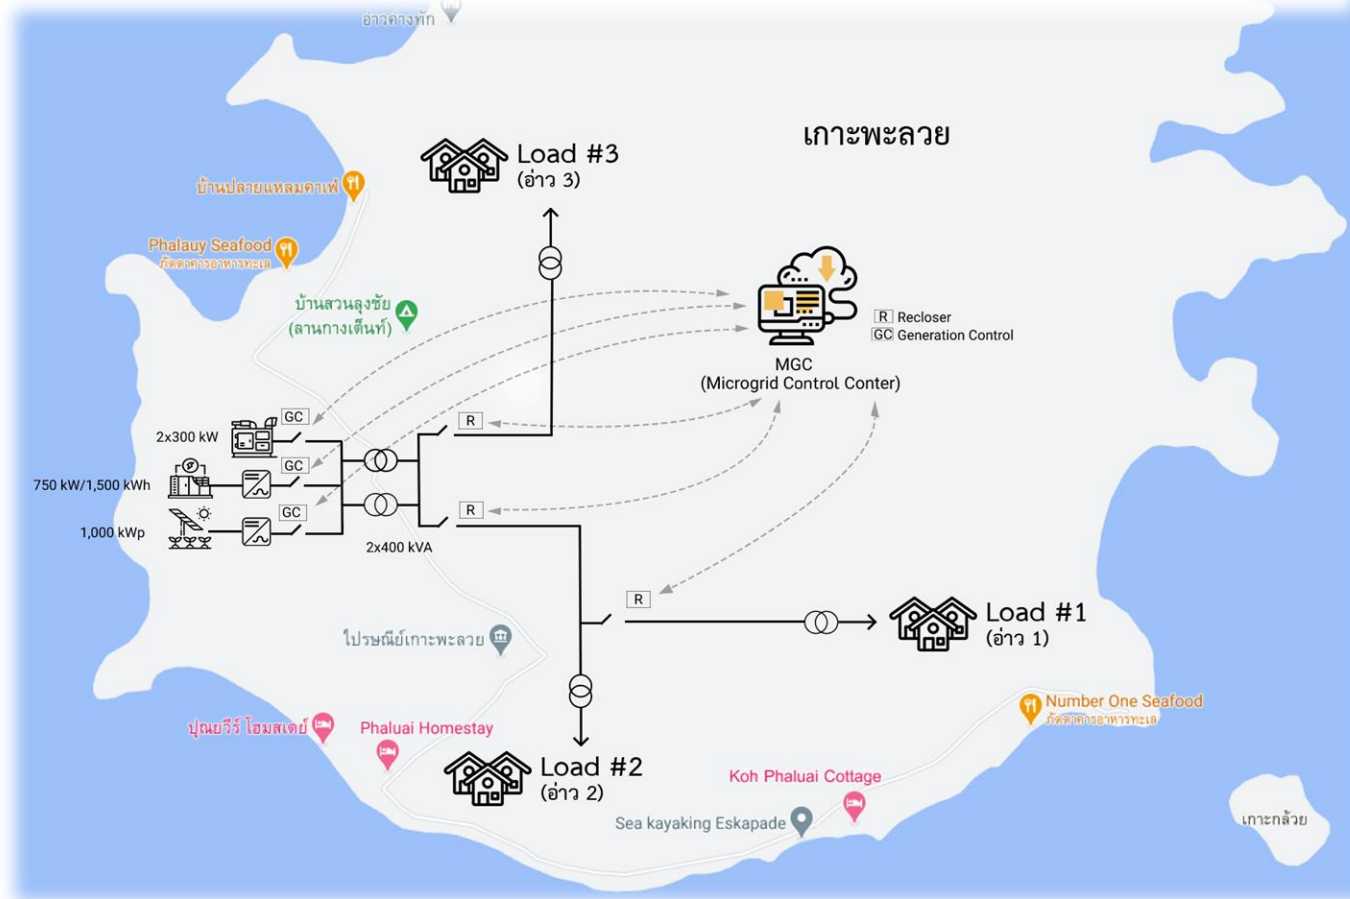 อ่าวค่างทัก
เกาะพะลวย
Load #3
(อ่าว 3)
บ้านปลายแหลมคาเฟ่
Phalauy Seafood
ภัตตาคารอาหารทะเล
บ้านสวนลุงชัย
(ลานกางเต็นท์)
R Recloser
GC Generation Control
MGC
(Microgrid Control Conter)
GC
R
2x300 kW
GC
750 kW/1,500 kWh
GC
R
1,000 kWp
2x400 kVA
R
Load #1
(อ่าว 1)
ไปรษณีย์เกาะพะลวย
Number One Seafood
ภัตตาคารอาหารทะเล
ปุณยวีร์ โฮมสเตย์
Phaluai Homestay
Load #2
(อ่าว 2)
Koh Phaluai Cottage
Sea kayaking Eskapade
เกาะกล้วย